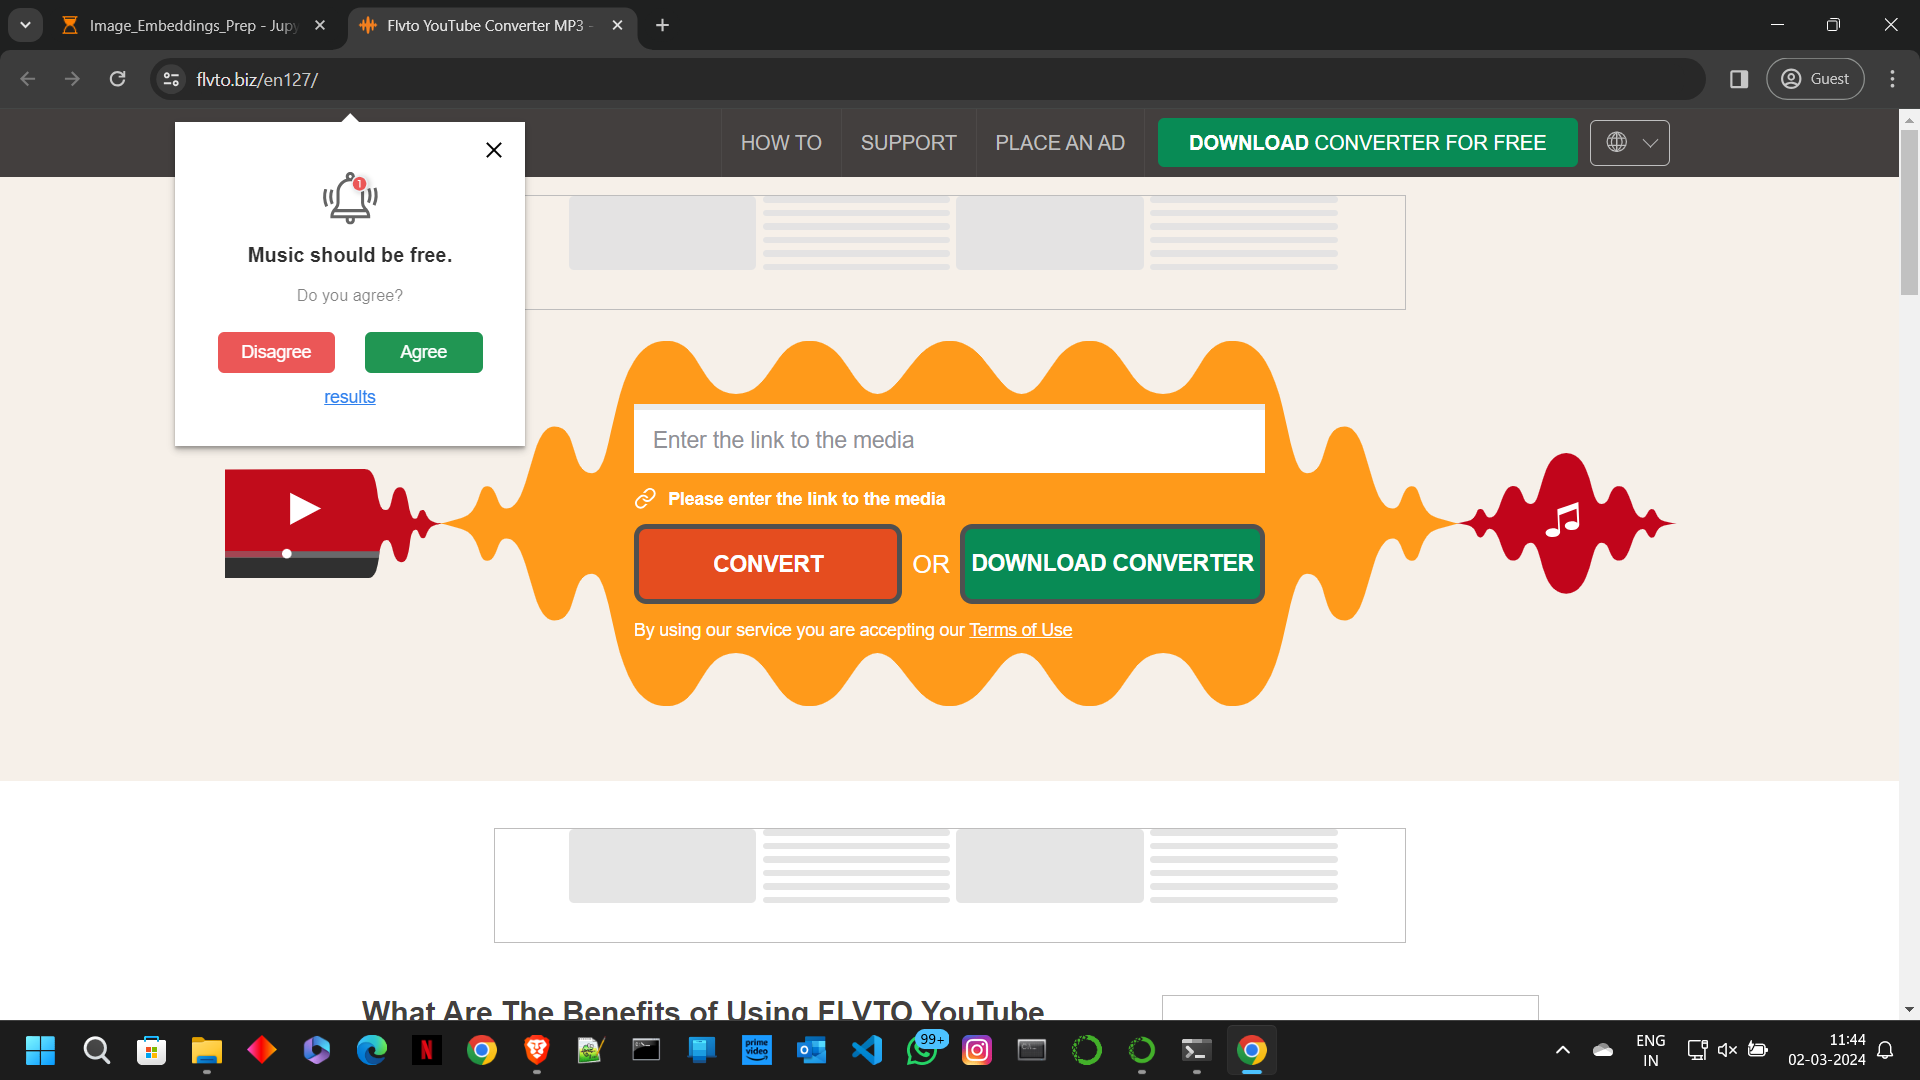 Image_Embeddings_Prep - Jupy
Flvto YouTube Converter MP3 -
flvto.biz/en127/
Guest
HOW TO
SUPPORT
PLACE AN AD
DOWNLOAD CONVERTER FOR FREE
1
Music should be free.
Do you agree?
Disagree
Agree
results
Enter the link to the media
Please enter the link to the media
CONVERT
OR
DOWNLOAD CONVERTER
By using our service you are accepting our Terms of Use
What Are The Benefits of Using FLVTO YouTube
N
prime video
99+
ENG
IN
11:44
02-03-2024